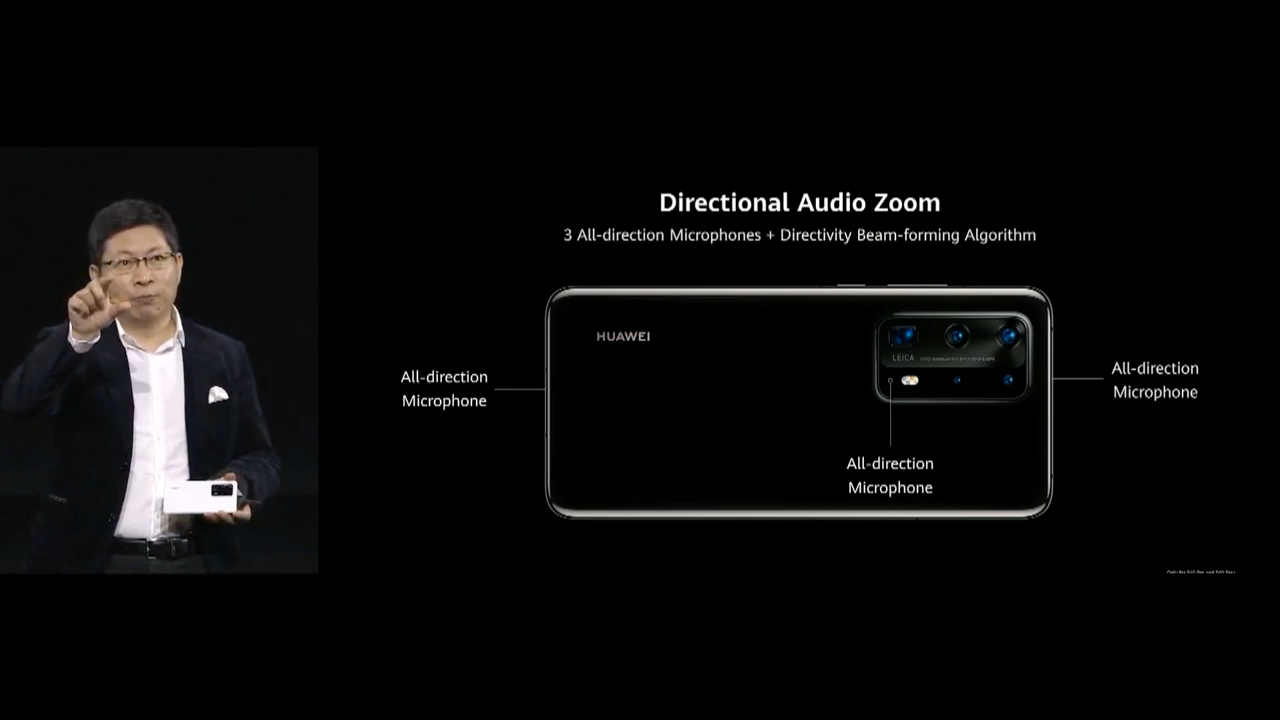 Directional Audio Zoom
3 All-direction Microphones + Directivity Beam-forming Algorithm
HUAWEI
LEICA
All-direction
Microphone
All-direction
Microphone
All-direction
Microphone